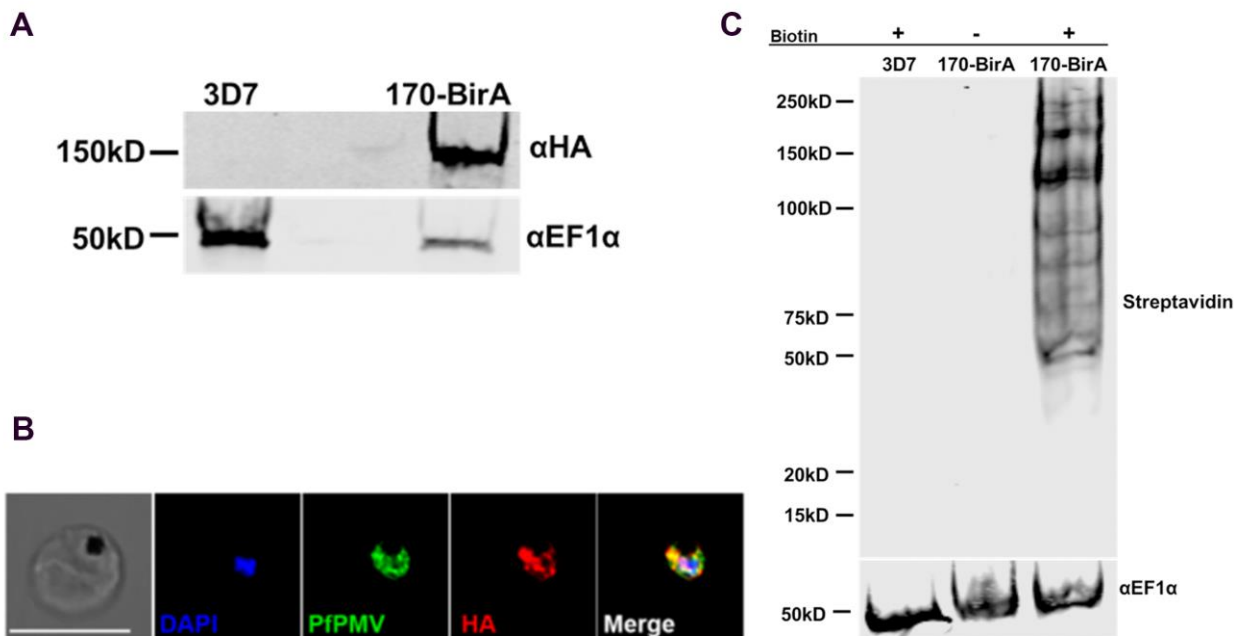 A
3D7 170-BirA
150kD αHA
50kD αEF1α
B
DAPI PfPMV HA Merge
C
Biotin + - +
3D7 170-BirA 170-BirA
250kD
150kD
100kD
Streptavidin
75kD
50kD
20kD
15kD
αEF1α
50kD